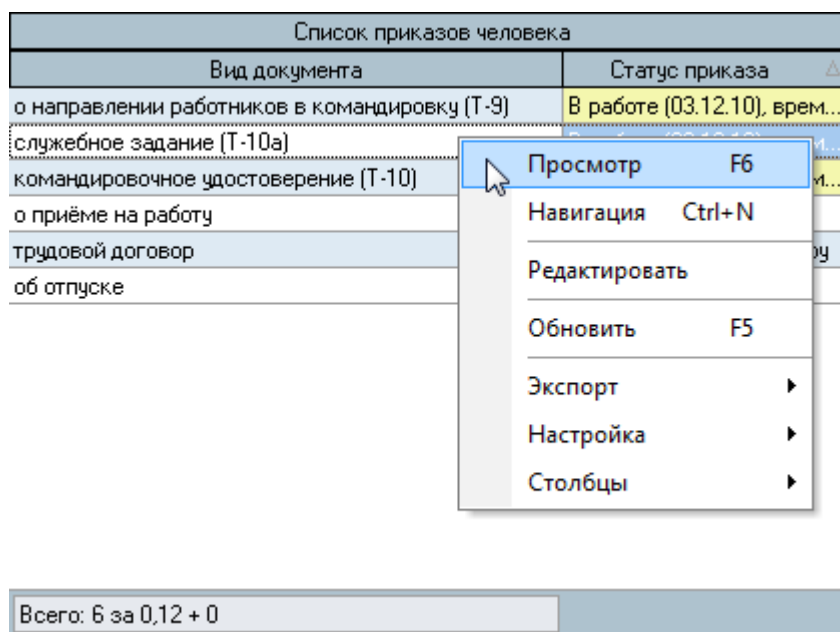 Список приказов человека
Вид документа Статус приказа
о направлении работников в командировку (Т-9) В работе (03.12.10), врем...
служебное задание (Т-10а)
Просмотр F6
командировочное удостоверение (Т-10)
Навигация Ctrl+N
о приёме на работу
трудовой договор
Редактировать
об отпуске
Обновить F5
Экспорт
Настройка
Столбцы
Всего: 6 за 0,12 + 0